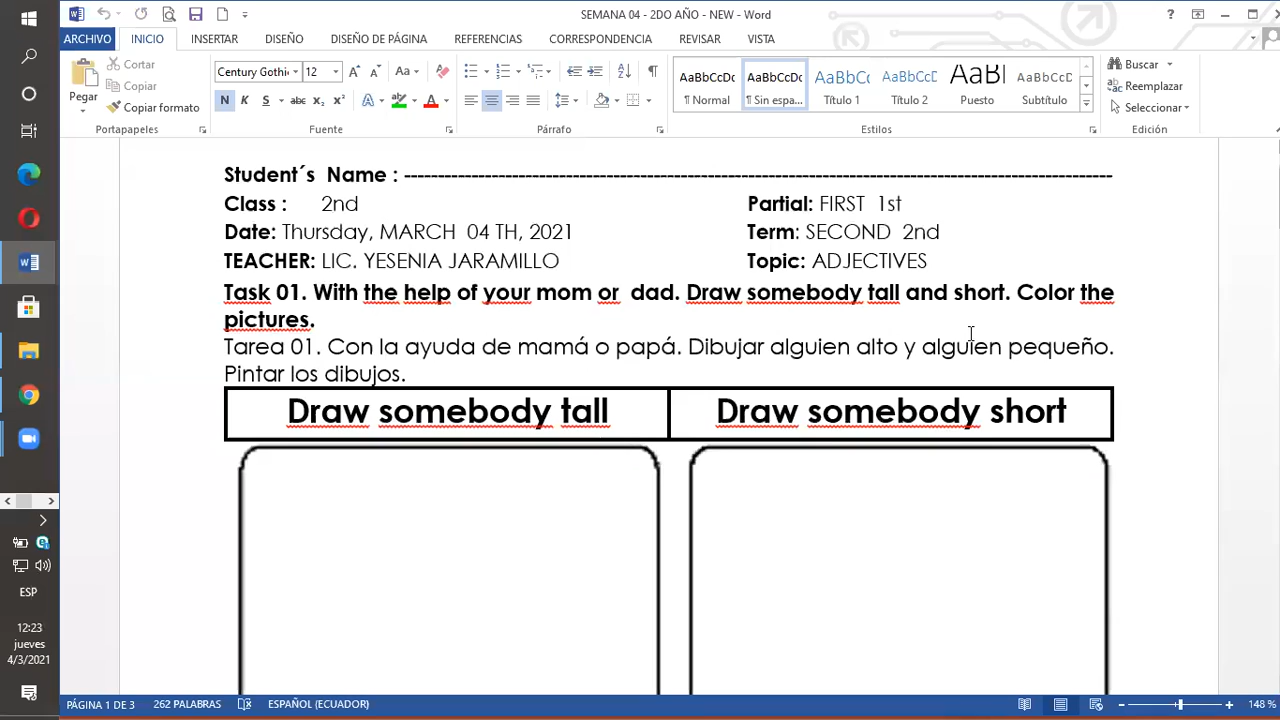 SEMANA 04 - 2DO AÑO - NEW - Word
ARCHIVO INICIO INSERTAR DISEÑO DISEÑO DE PÁGINA REFERENCIAS CORRESPONDENCIA REVISAR VISTA
Pegar
Cortar
Copiar
Copiar formato
Portapapeles
Century Gothi 12
N K S abc x₂ x²
Fuente
Párrafo
AaBbCcDc AaBbCcDc AaBbCc AaBbCcD AaBl AaBbCcD
¶ Normal ¶ Sin espa... Título 1 Título 2 Puesto Subtítulo
Estilos
Buscar
Reemplazar
Seleccionar
Edición
Student´s Name : ----------------------------------------------------------------------------------------------------------
Class : 2nd Partial: FIRST 1st
Date: Thursday, MARCH 04 TH, 2021 Term: SECOND 2nd
TEACHER: LIC. YESENIA JARAMILLO Topic: ADJECTIVES
Task 01. With the help of your mom or dad. Draw somebody tall and short. Color the
pictures.
Tarea 01. Con la ayuda de mamá o papá. Dibujar alguien alto y alguien pequeño.
Pintar los dibujos.
Draw somebody tall Draw somebody short
ESP
12:23
jueves
4/3/2021
PÁGINA 1 DE 3 262 PALABRAS ESPAÑOL (ECUADOR) 148 %